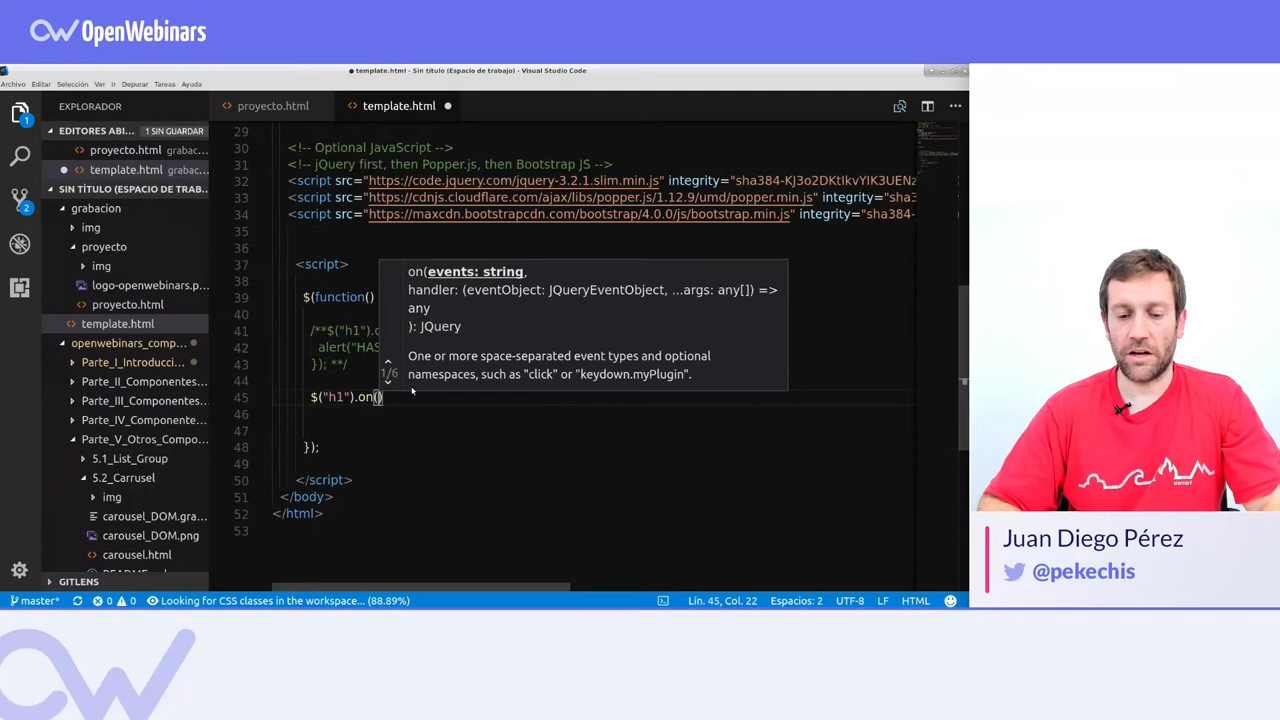 OpenWebinars
template.html - Sin título (Espacio de trabajo) - Visual Studio Code
Archivo Editar Selección Ver Ir Depurar Tareas Ayuda
EXPLORADOR
proyecto.html
template.html
EDITORES ABI... 1 SIN GUARDAR
proyecto.html grabac...
template.html grabac...
SIN TÍTULO (ESPACIO DE TRAB...
grabacion
img
proyecto
img
logo-openwebinars.p...
proyecto.html
template.html
openwebinars_comp...
Parte_I_Introducci...
Parte_II_Componentes...
Parte_III_Componente...
Parte_IV_Componente...
Parte_V_Otros_Compo...
5.1_List_Group
5.2_Carrusel
img
carousel_DOM.gra...
carousel_DOM.png
carousel.html
GITLENS
1
2
29
30 <!-- Optional JavaScript -->
31 <!-- jQuery first, then Popper.js, then Bootstrap JS -->
32 <script src="https://code.jquery.com/jquery-3.2.1.slim.min.js" integrity="sha384-KJ3o2DKtIkvYIK3UENz
33 <script src="https://cdnjs.cloudflare.com/ajax/libs/popper.js/1.12.9/umd/popper.min.js" integrity="s
34 <script src="https://maxcdn.bootstrapcdn.com/bootstrap/4.0.0/js/bootstrap.min.js" integrity="sha384-
35
36
37 <script>
38
39 $(function()
40
41 /**$("h1").c
42 alert("HAS
43 }); **/
45 $("h1").on()
46
48 });
49
50 </script>
51 </body>
52 </html>
53
on(events: string,
handler: (eventObject: JQueryEventObject, ...args: any[]) =>
any
): JQuery
One or more space-separated event types and optional
namespaces, such as "click" or "keydown.myPlugin".
1/6
master* 0 0 Looking for CSS classes in the workspace... (88.89%) Lín. 45, Col. 22 Espacios: 2 UTF-8 LF HTML
element
Juan Diego Pérez
@pekechis